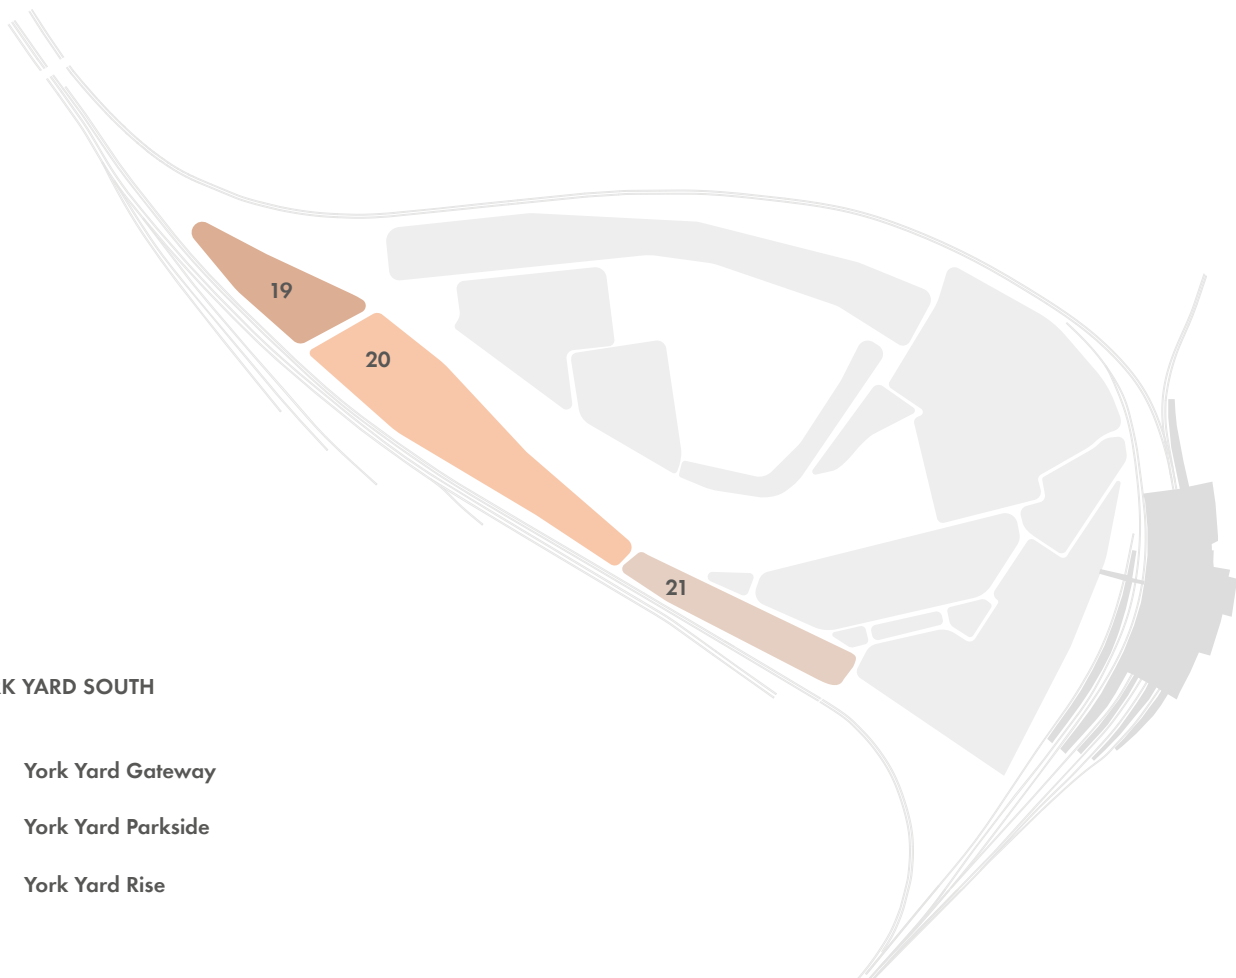 19
20
21
K YARD SOUTH
York Yard Gateway
York Yard Parkside
York Yard Rise